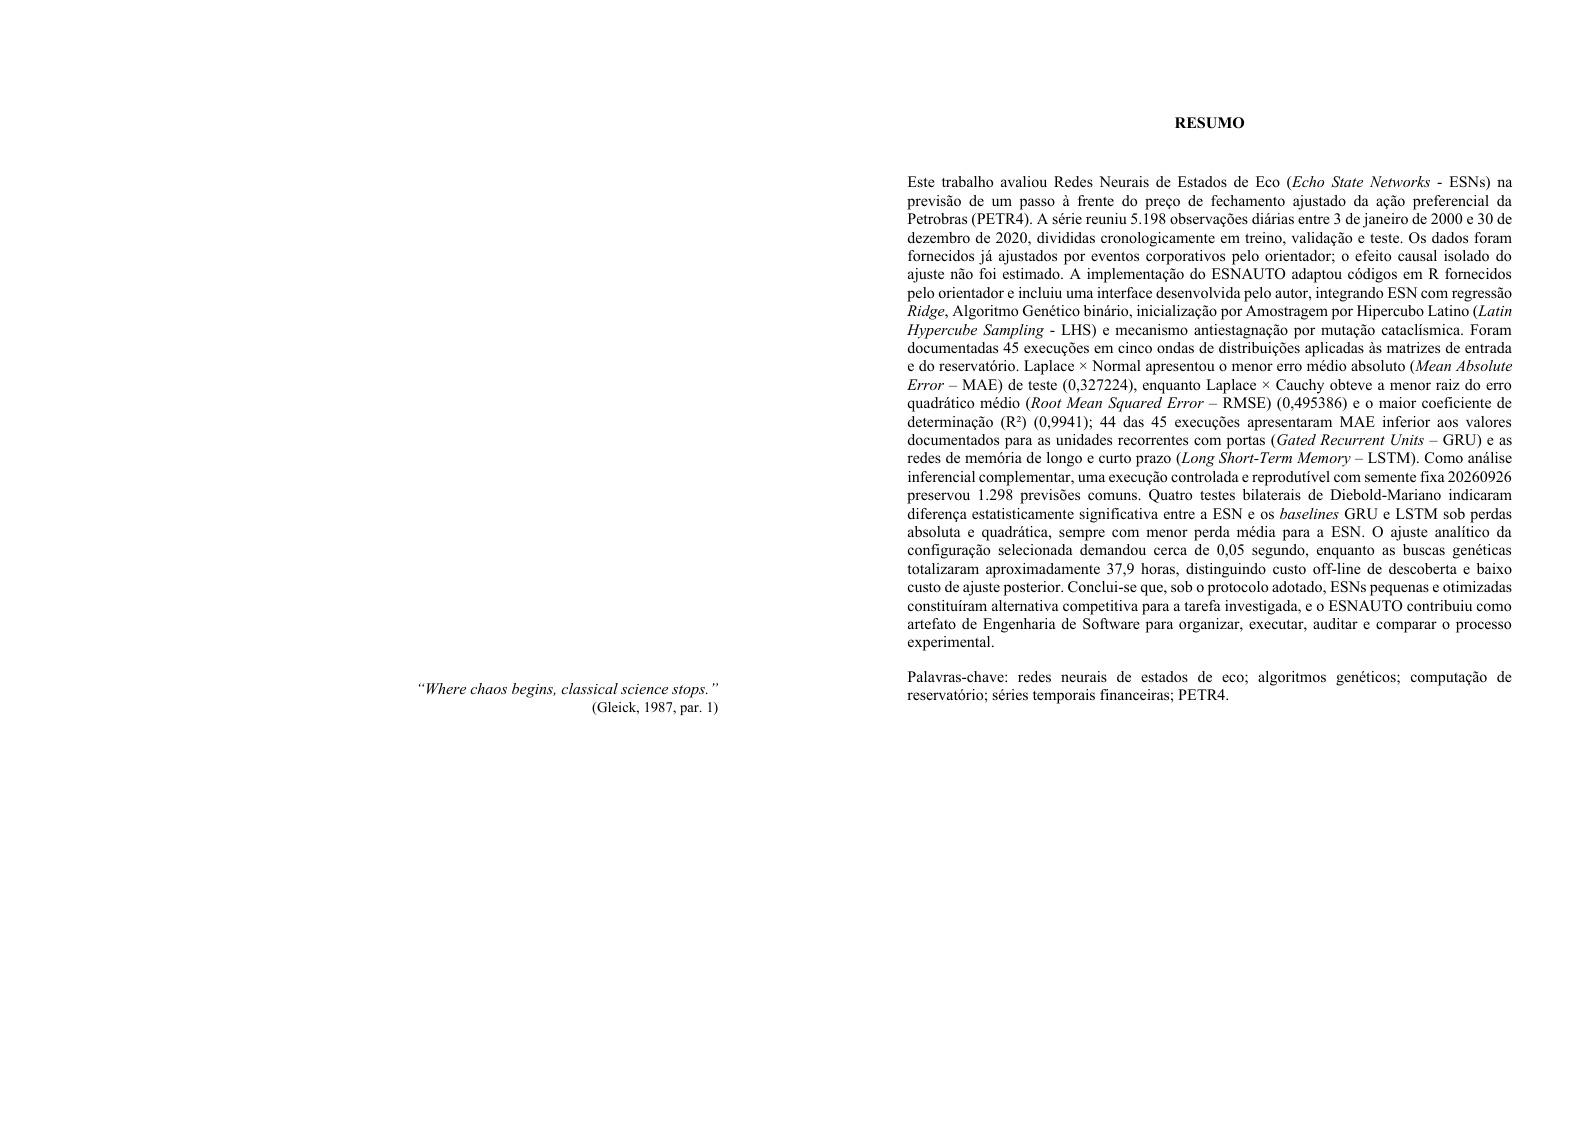 “Where chaos begins, classical science stops.”
(Gleick, 1987, par. 1)
RESUMO
Este trabalho avaliou Redes Neurais de Estados de Eco (Echo State Networks - ESNs) na
previsão de um passo à frente do preço de fechamento ajustado da ação preferencial da
Petrobras (PETR4). A série reuniu 5.198 observações diárias entre 3 de janeiro de 2000 e 30 de
dezembro de 2020, divididas cronologicamente em treino, validação e teste. Os dados foram
fornecidos já ajustados por eventos corporativos pelo orientador; o efeito causal isolado do
ajuste não foi estimado. A implementação do ESNAUTO adaptou códigos em R fornecidos
pelo orientador e incluiu uma interface desenvolvida pelo autor, integrando ESN com regressão
Ridge, Algoritmo Genético binário, inicialização por Amostragem por Hipercubo Latino (Latin
Hypercube Sampling - LHS) e mecanismo antiestagnação por mutação cataclísmica. Foram
documentadas 45 execuções em cinco ondas de distribuições aplicadas às matrizes de entrada
e do reservatório. Laplace × Normal apresentou o menor erro médio absoluto (Mean Absolute
Error – MAE) de teste (0,327224), enquanto Laplace × Cauchy obteve a menor raiz do erro
quadrático médio (Root Mean Squared Error – RMSE) (0,495386) e o maior coeficiente de
determinação (R²) (0,9941); 44 das 45 execuções apresentaram MAE inferior aos valores
documentados para as unidades recorrentes com portas (Gated Recurrent Units – GRU) e as
redes de memória de longo e curto prazo (Long Short-Term Memory – LSTM). Como análise
inferencial complementar, uma execução controlada e reprodutível com semente fixa 20260926
preservou 1.298 previsões comuns. Quatro testes bilaterais de Diebold-Mariano indicaram
diferença estatisticamente significativa entre a ESN e os baselines GRU e LSTM sob perdas
absoluta e quadrática, sempre com menor perda média para a ESN. O ajuste analítico da
configuração selecionada demandou cerca de 0,05 segundo, enquanto as buscas genéticas
totalizaram aproximadamente 37,9 horas, distinguindo custo off-line de descoberta e baixo
custo de ajuste posterior. Conclui-se que, sob o protocolo adotado, ESNs pequenas e otimizadas
constituíram alternativa competitiva para a tarefa investigada, e o ESNAUTO contribuiu como
artefato de Engenharia de Software para organizar, executar, auditar e comparar o processo
experimental.
Palavras-chave: redes neurais de estados de eco; algoritmos genéticos; computação de
reservatório; séries temporais financeiras; PETR4.